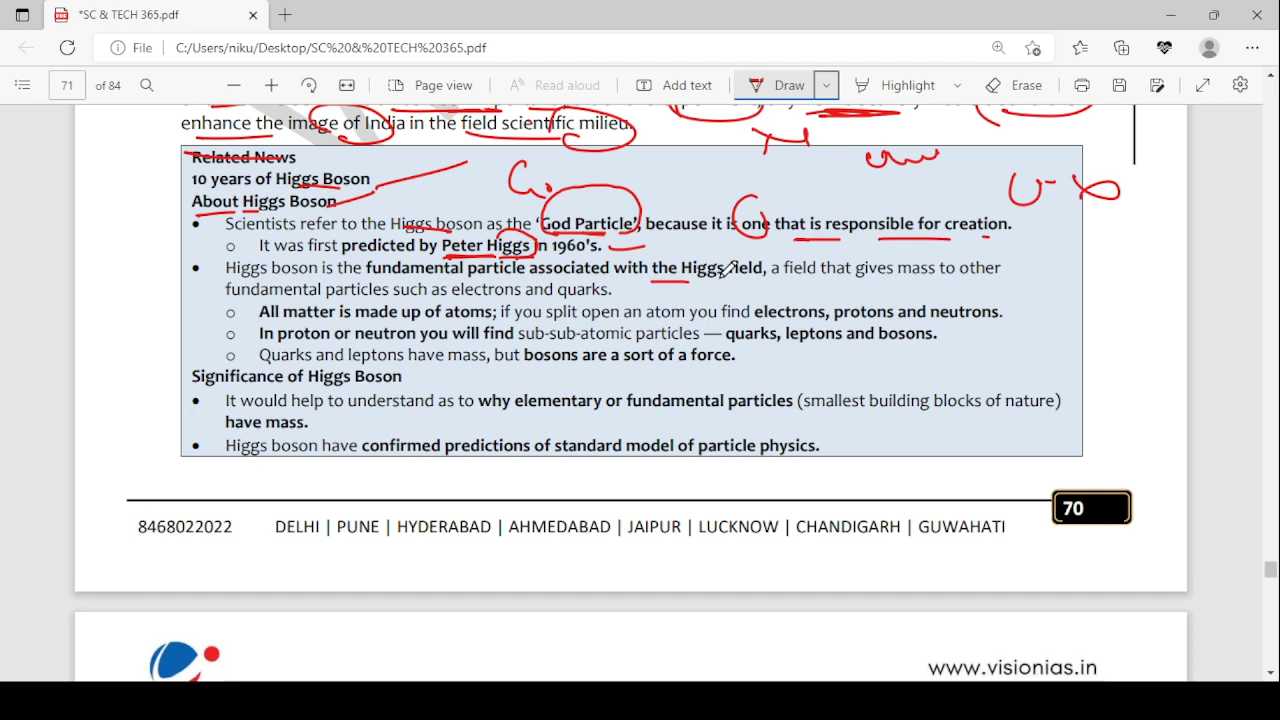 *SC & TECH 365.pdf
File C:/Users/niku/Desktop/SC%20&%20TECH%20365.pdf
71 of 84 Page view Read aloud Add text Draw Highlight Erase
enhance the image of India in the field scientific milieu.
Related News
10 years of Higgs Boson
About Higgs Boson
• Scientists refer to the Higgs boson as the ‘God Particle’, because it is one that is responsible for creation.
o It was first predicted by Peter Higgs in 1960's.
• Higgs boson is the fundamental particle associated with the Higgs field, a field that gives mass to other
fundamental particles such as electrons and quarks.
o All matter is made up of atoms; if you split open an atom you find electrons, protons and neutrons.
o In proton or neutron you will find sub-sub-atomic particles — quarks, leptons and bosons.
o Quarks and leptons have mass, but bosons are a sort of a force.
Significance of Higgs Boson
• It would help to understand as to why elementary or fundamental particles (smallest building blocks of nature)
have mass.
• Higgs boson have confirmed predictions of standard model of particle physics.
70
8468022022 DELHI | PUNE | HYDERABAD | AHMEDABAD | JAIPUR | LUCKNOW | CHANDIGARH | GUWAHATI
www.visionias.in